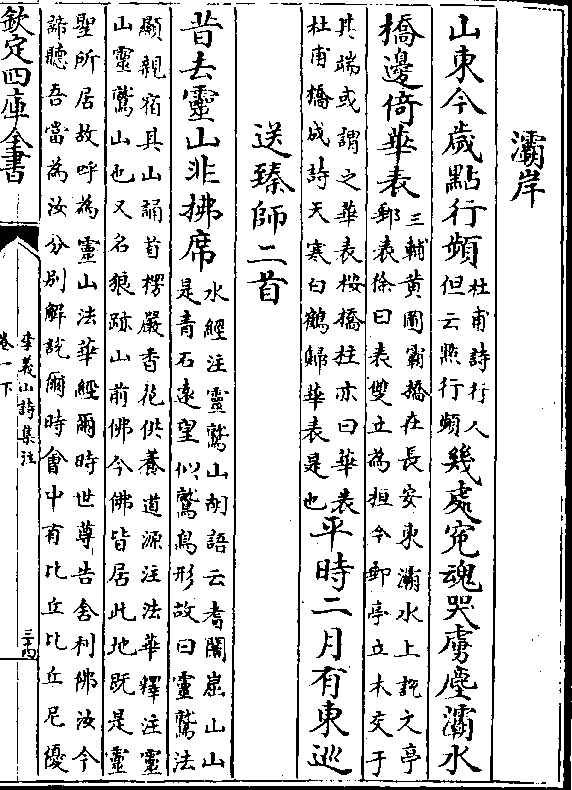 灞岸
山東今歲點行頻杜甫詩行人
但云點行頻幾處寃魂哭虜塵灞水
橋邊倚華表三輔黄圖霸橋在長安東灞水上説文亭
郵表徐曰表雙立為桓今郵亭立木交于
其端或謂之華表桉橋柱亦曰華表
杜甫橋成詩天寒白鶴歸華表是也平時二月有東巡
送臻師二首
昔去靈山非拂席水經注靈鷲山胡語云耆闍崛山山
是青石遠望似鷲鳥形故曰靈鷲法
顯親宿其山誦首楞嚴香花供養道源注法華釋注靈
山靈鷲山也又名狼跡山前佛今佛皆居此地既是靈
聖所居故呼為靈山法華經爾時世尊告舍利佛汝今
諦聽吾當為汝分别解説爾時會中有比丘比丘尼優
欽定四庫全書
李義山詩集注
卷一下
三十四